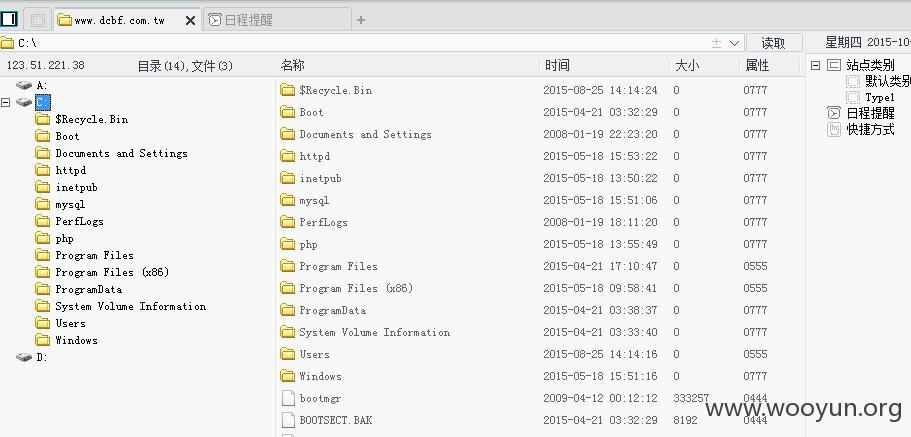 www.dcbf.com.tw 日程提醒
C:\ 读取 星期四 2015-10
123.51.221.38 目录(14),文件(3) 名称 时间 大小 属性
A:
C:
$Recycle.Bin
Boot
Documents and Settings
httpd
inetpub
mysql
PerfLogs
php
Program Files
Program Files (x86)
ProgramData
System Volume Information
Users
Windows
D:
$Recycle.Bin 2015-08-25 14:14:24 0 0777
Boot 2015-04-21 03:32:29 0 0777
Documents and Settings 2008-01-19 22:23:20 0 0777
httpd 2015-05-18 15:53:22 0 0777
inetpub 2015-05-18 13:50:22 0 0777
mysql 2015-05-18 15:51:06 0 0777
PerfLogs 2008-01-19 18:11:20 0 0777
php 2015-05-18 13:55:49 0 0777
Program Files 2015-04-21 17:10:47 0 0555
Program Files (x86) 2015-05-18 09:58:41 0 0555
ProgramData 2015-04-21 03:38:37 0 0777
System Volume Information 2015-04-21 03:33:40 0 0777
Users 2015-08-25 14:14:16 0 0555
Windows 2015-05-18 15:51:16 0 0777
bootmgr 2009-04-12 00:12:12 333257 0444
BOOTSECT.BAK 2015-04-21 03:32:29 8192 0444
站点类别
默认类别
Type1
日程提醒
快捷方式
www.wooyun.org